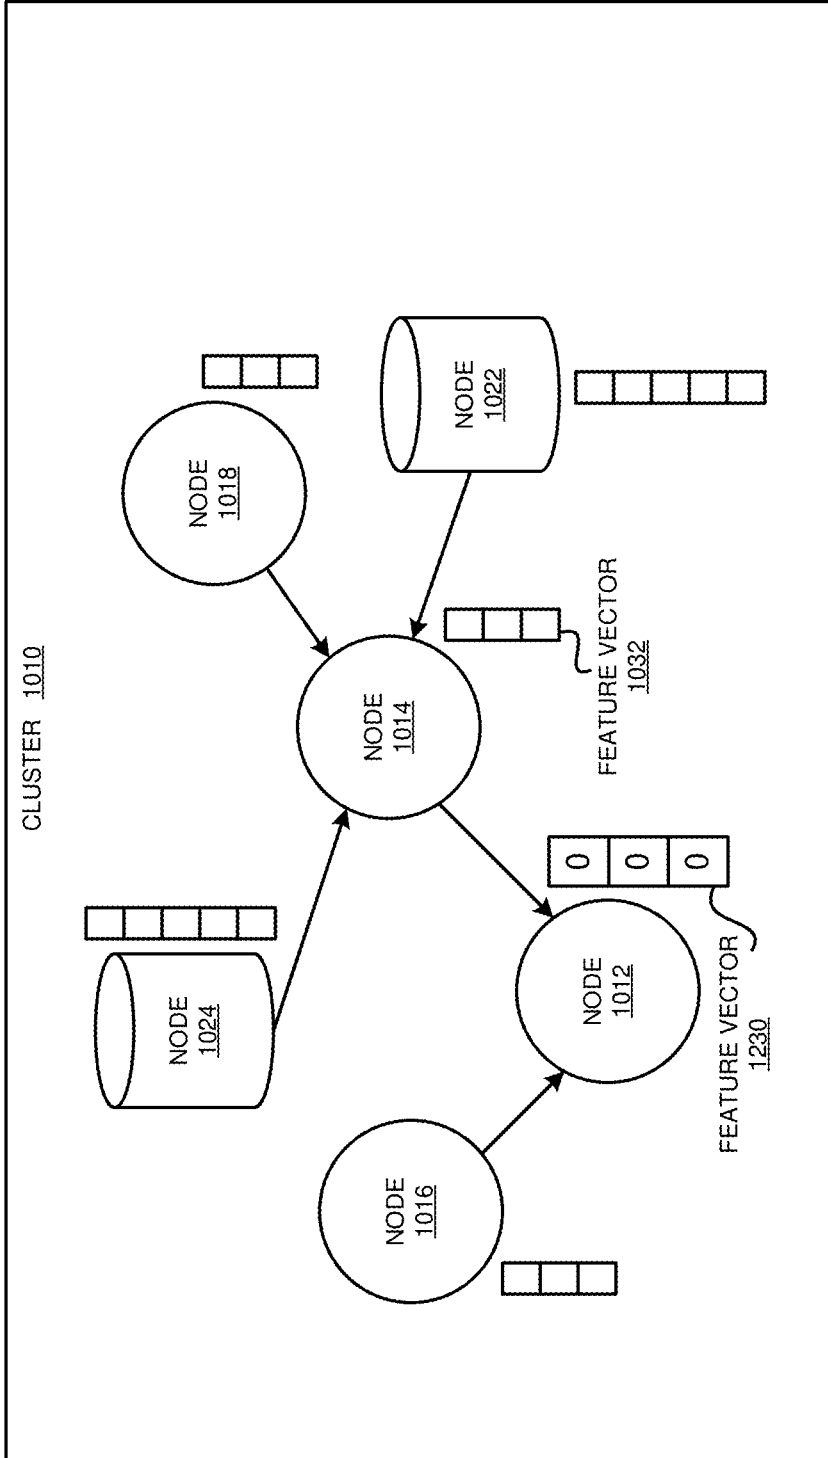 CLUSTER 1010
NODE
1024
NODE
1018
NODE
1014
NODE
1016
NODE
1022
NODE
1012
0
0
0
FEATURE VECTOR
1032
FEATURE VECTOR
1230